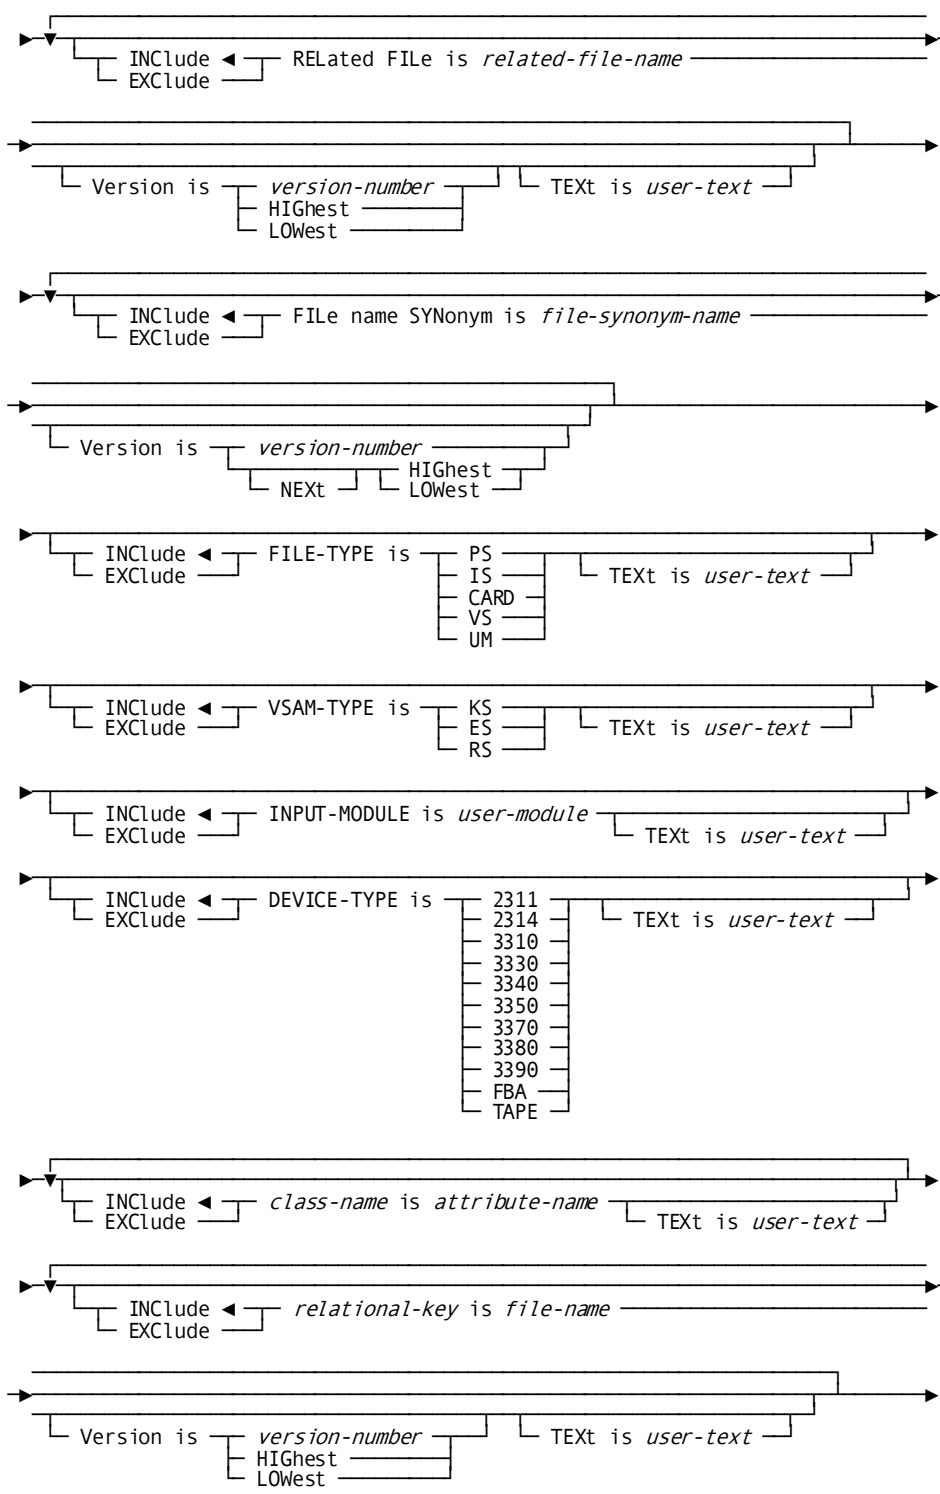 INClude ◄ RELated FILe is related-file-name
EXClude
Version is version-number TEXt is user-text
HIGhest
LOWest
INClude ◄ FILe name SYNonym is file-synonym-name
EXClude
Version is version-number
HIGhest
NEXt LOWest
INClude ◄ FILE-TYPE is PS
EXClude IS TEXt is user-text
CARD
VS
UM
INClude ◄ VSAM-TYPE is KS
EXClude ES TEXt is user-text
RS
INClude ◄ INPUT-MODULE is user-module
EXClude TEXt is user-text
INClude ◄ DEVICE-TYPE is 2311
EXClude 2314 TEXt is user-text
3310
3330
3340
3350
3370
3380
3390
FBA
TAPE
INClude ◄ class-name is attribute-name
EXClude TEXt is user-text
INClude ◄ relational-key is file-name
EXClude
Version is version-number TEXt is user-text
HIGhest
LOWest